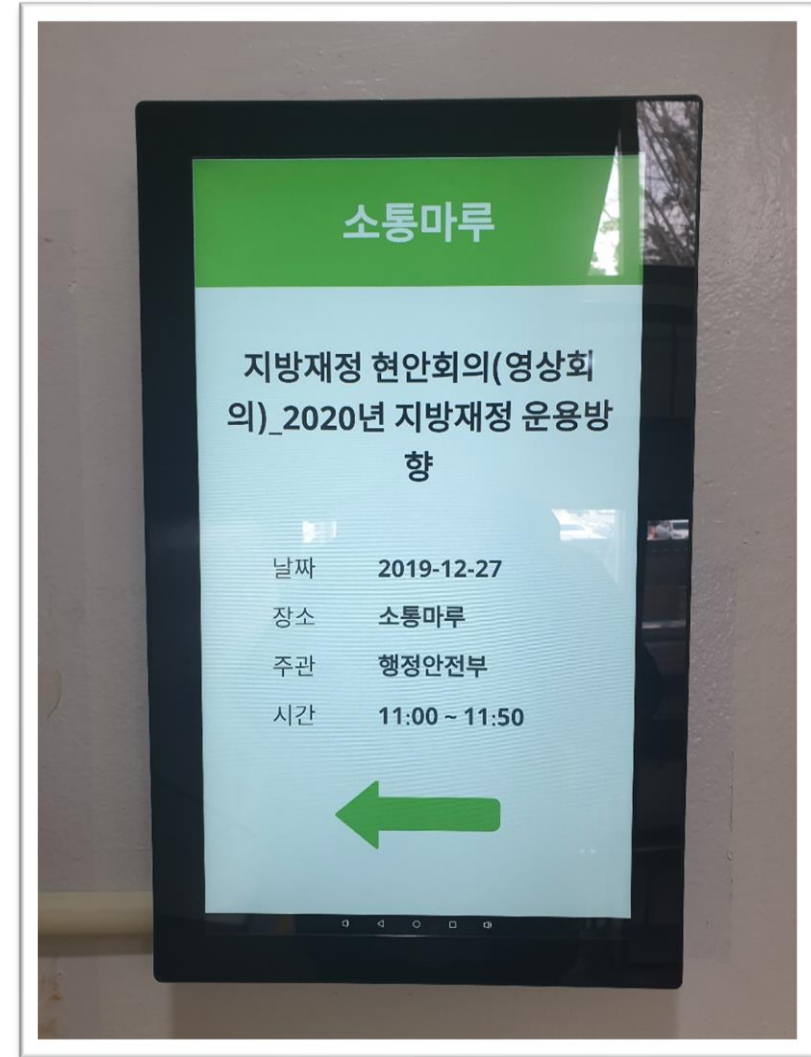 소통마루
지방재정 현안회의(영상회
의)_2020년 지방재정 운용방
향
날짜 2019-12-27
장소 소통마루
주관 행정안전부
시간 11:00 ~ 11:50